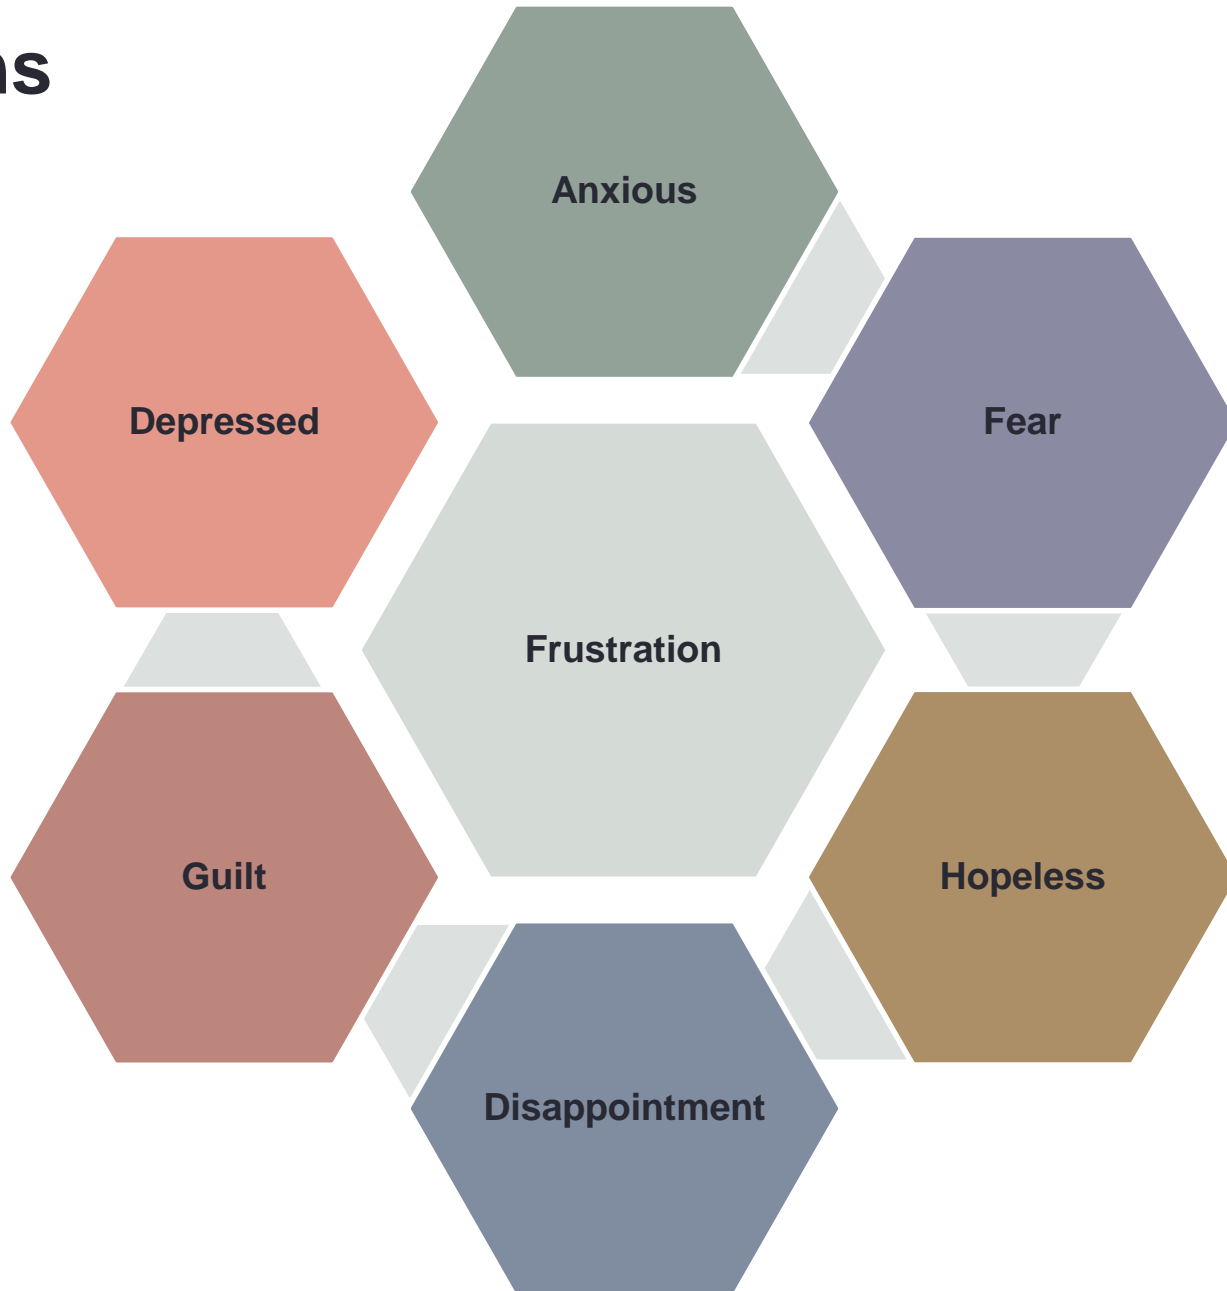 Anxious
Depressed
Fear
Frustration
Guilt
Hopeless
Disappointment